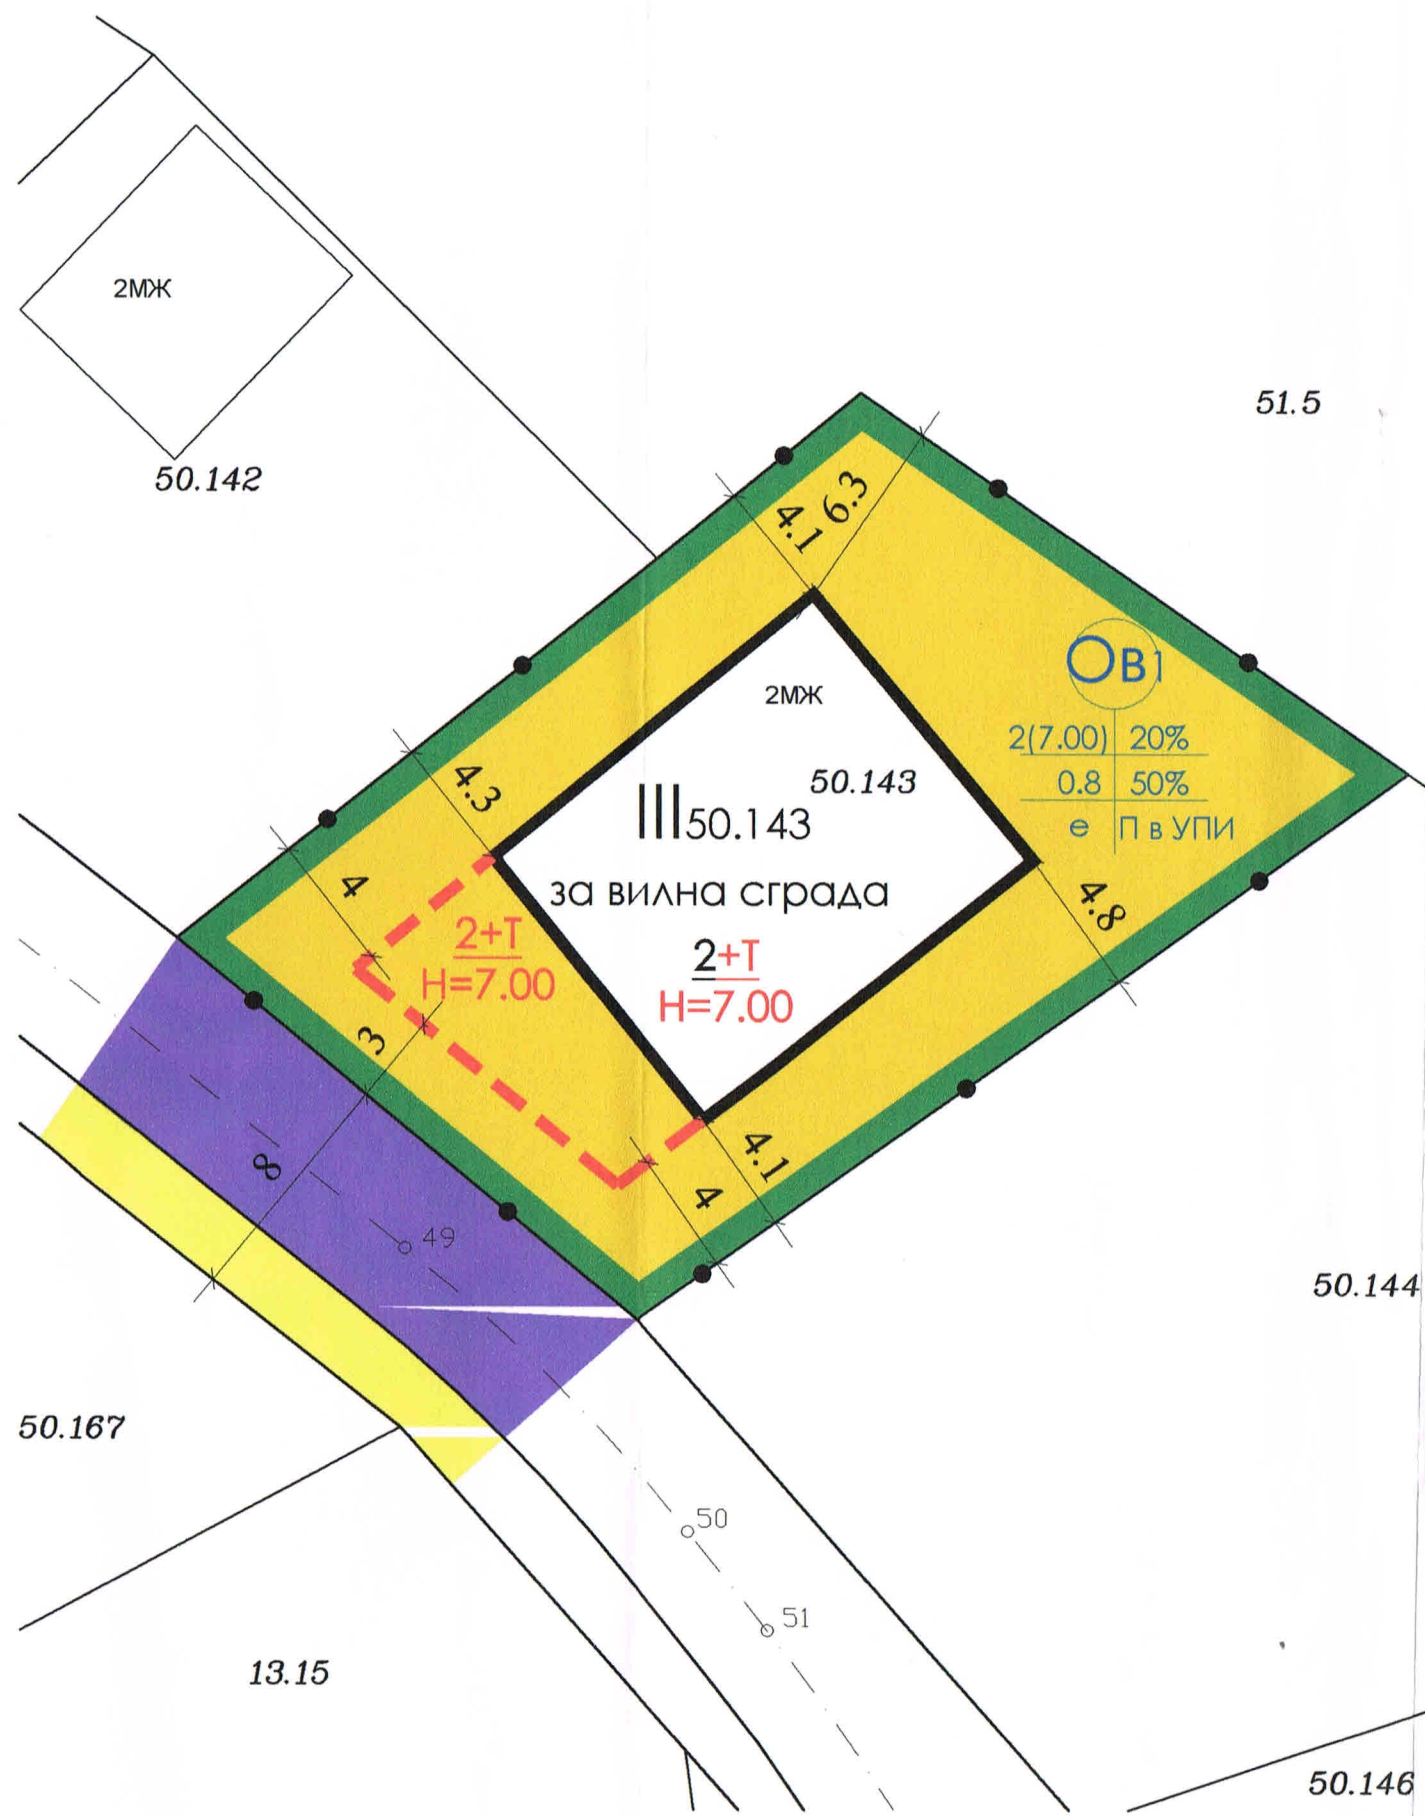 2МЖ
50.142
51.5
6.3
4.1
Ов1
2(7.00) 20%
0.8 50%
е П в УПИ
2МЖ
50.143
III50.143
за вилна сграда
2+Т
H=7.00
4.3
4
2+Т
H=7.00
4.8
3
4.1
4
8
49
50.144
50.167
50
51
13.15
50.146